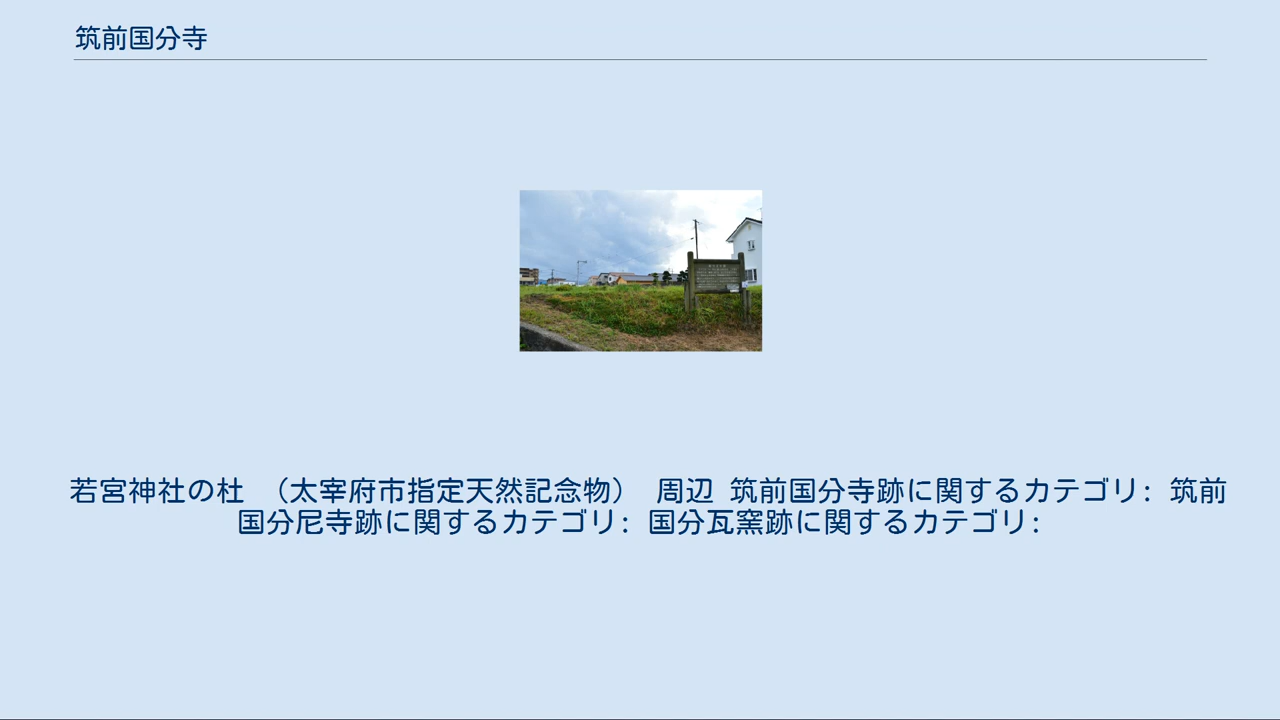 筑前国分寺
若宮神社の杜 （太宰府市指定天然記念物） 周辺 筑前国分寺跡に関するカテゴリ: 筑前
国分尼寺跡に関するカテゴリ: 国分瓦窯跡に関するカテゴリ: